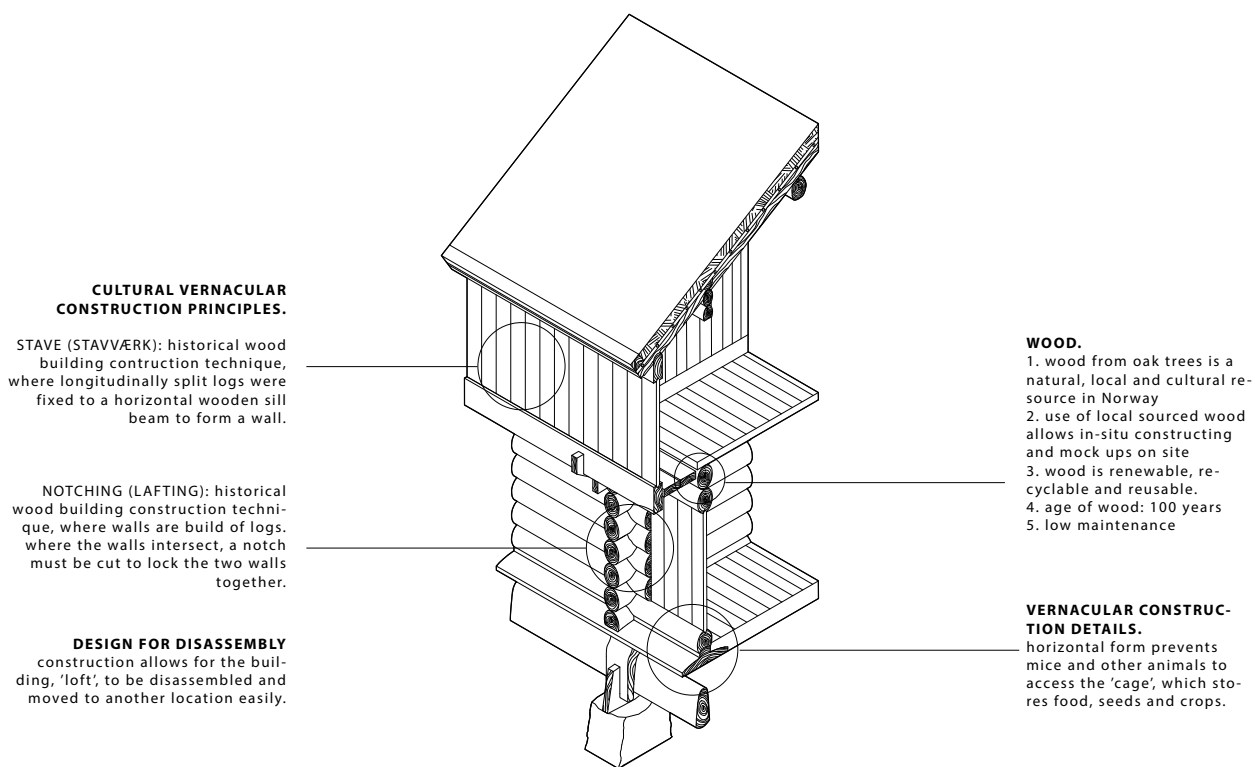 CULTURAL VERNACULAR
CONSTRUCTION PRINCIPLES.
STAVE (STAVVÆRK): historical wood
building contruction technique,
where longitudinally split logs were
fixed to a horizontal wooden sill
beam to form a wall.
NOTCHING (LAFTING): historical
wood building construction techni-
que, where walls are build of logs.
where the walls intersect, a notch
must be cut to lock the two walls
together.
DESIGN FOR DISASSEMBLY
construction allows for the buil-
ding, 'loft', to be disassembled and
moved to another location easily.
WOOD.
1. wood from oak trees is a
natural, local and cultural re-
source in Norway
2. use of local sourced wood
allows in-situ constructing
and mock ups on site
3. wood is renewable, re-
cyclable and reusable.
4. age of wood: 100 years
5. low maintenance
VERNACULAR CONSTRUC-
TION DETAILS.
horizontal form prevents
mice and other animals to
access the 'cage', which sto-
res food, seeds and crops.